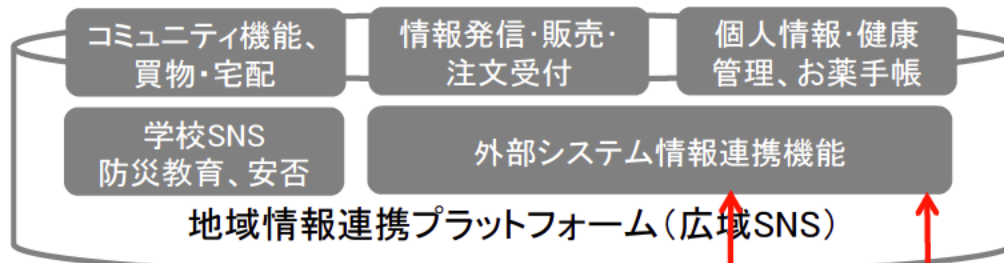 コミュニティ機能、
買物・宅配
情報発信・販売・
注文受付
個人情報・健康
管理、お薬手帳
学校SNS
防災教育、安否
外部システム情報連携機能
地域情報連携プラットフォーム（広域SNS）